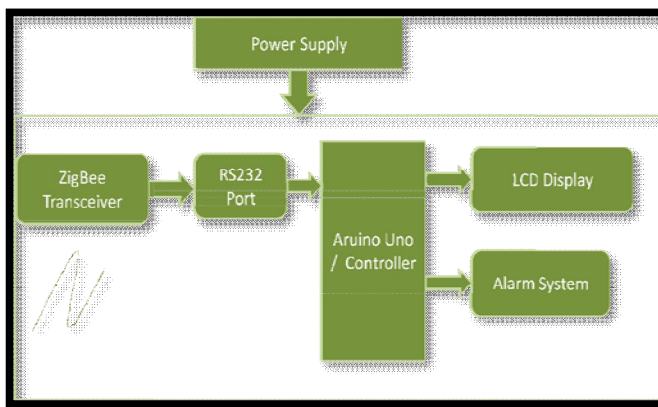 Power Supply
ZigBee
Transceiver
RS232
Port
Aruino Uno
/ Controller
LCD Display
Alarm System